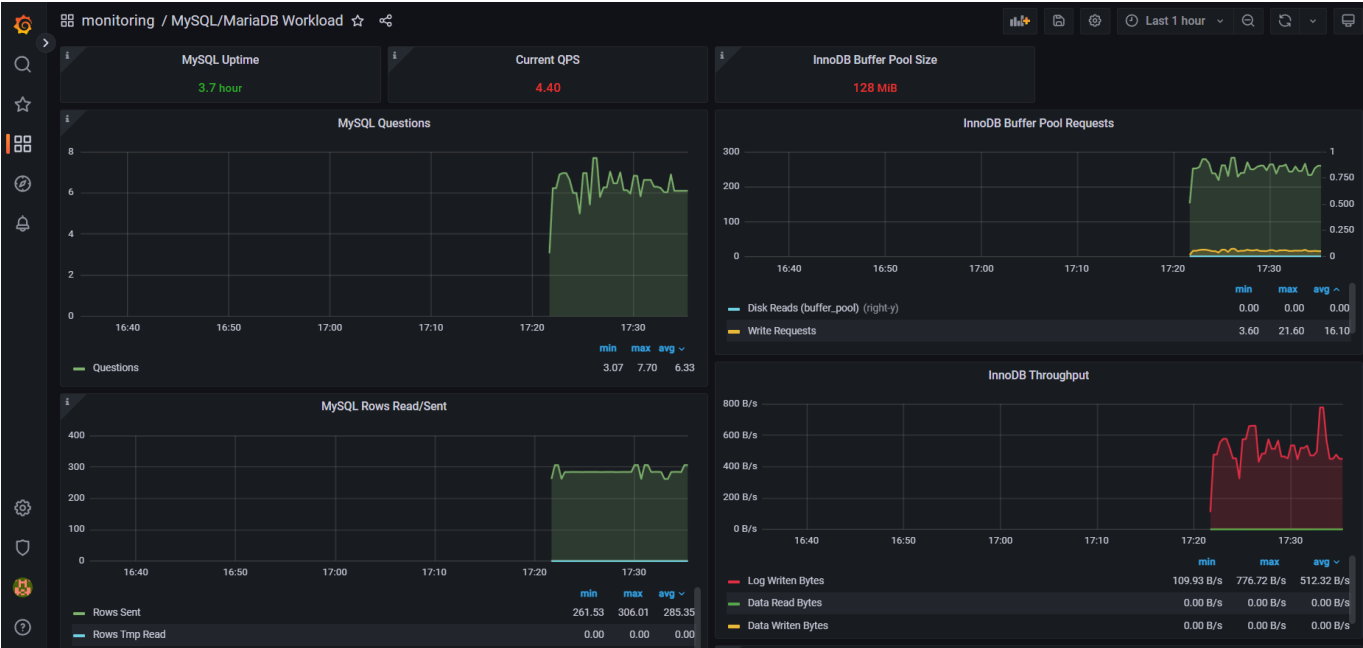 monitoring / MySQL/MariaDB Workload
Last 1 hour
MySQL Uptime
3.7 hour
Current QPS
4.40
InnoDB Buffer Pool Size
128 MiB
MySQL Questions
8
6
4
2
0
16:40 16:50 17:00 17:10 17:20 17:30
min max avg
Questions 3.07 7.70 6.33
InnoDB Buffer Pool Requests
300 1
0.750
200
0.500
100
0.250
0 0
16:40 16:50 17:00 17:10 17:20 17:30
min max avg
Disk Reads (buffer_pool) (right-y) 0.00 0.00 0.00
Write Requests 3.60 21.60 16.10
MySQL Rows Read/Sent
400
300
200
100
0
16:40 16:50 17:00 17:10 17:20 17:30
min max avg
Rows Sent 261.53 306.01 285.35
Rows Tmp Read 0.00 0.00 0.00
InnoDB Throughput
800 B/s
600 B/s
400 B/s
200 B/s
0 B/s
16:40 16:50 17:00 17:10 17:20 17:30
min max avg
Log Writen Bytes 109.93 B/s 776.72 B/s 512.32 B/s
Data Read Bytes 0.00 B/s 0.00 B/s 0.00 B/s
Data Writen Bytes 0.00 B/s 0.00 B/s 0.00 B/s